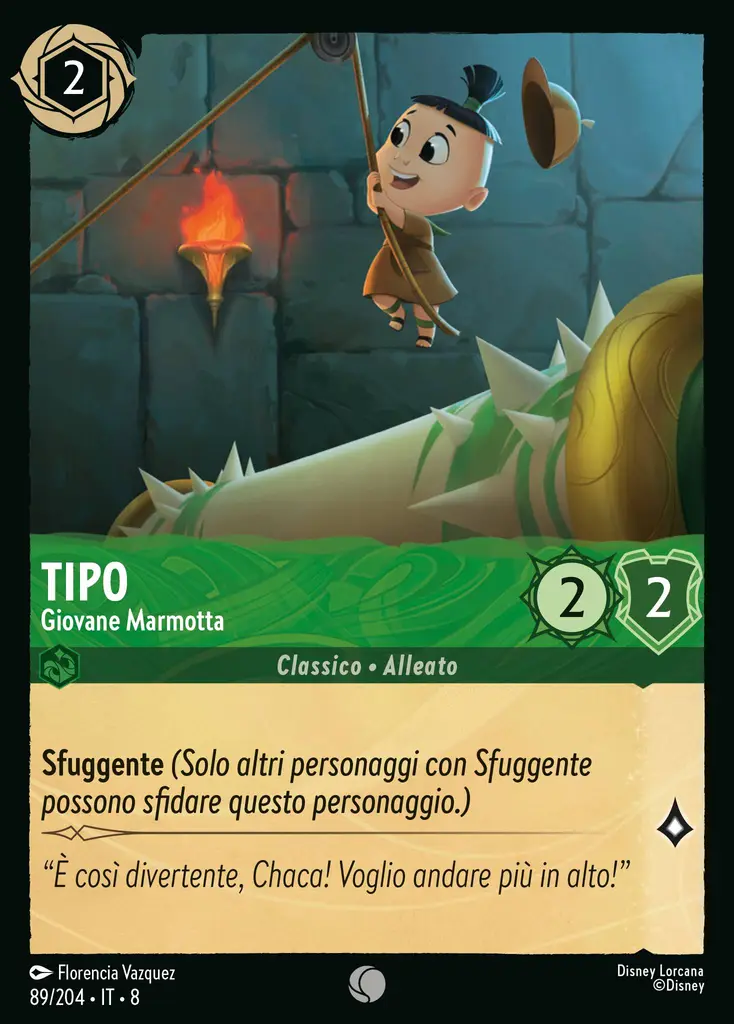 2
TIPO
Giovane Marmotta
2
2
Classico • Alleato
Sfuggente (Solo altri personaggi con Sfuggente
possono sfidare questo personaggio.)
“È così divertente, Chaca! Voglio andare più in alto!”
Florencia Vazquez
89/204 • IT • 8
Disney Lorcana
©Disney